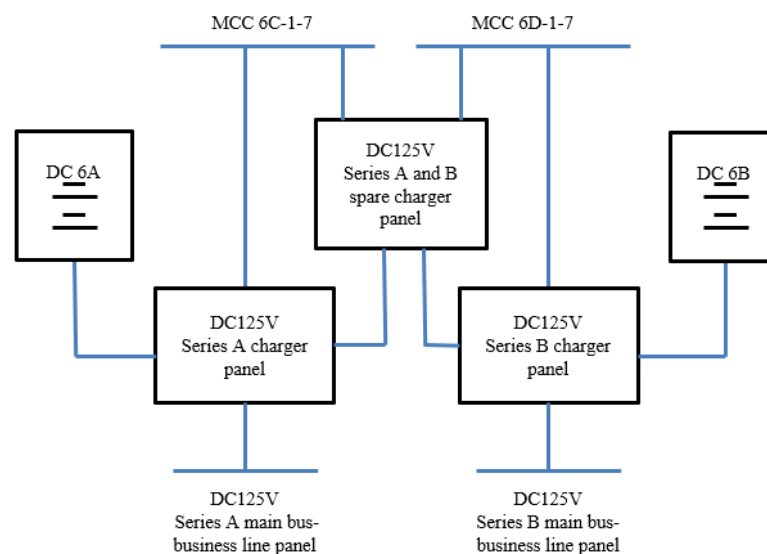 MCC 6C-1-7
MCC 6D-1-7
DC 6A
DC125V
Series A and B
spare charger
panel
DC 6B
DC125V
Series A charger
panel
DC125V
Series B charger
panel
DC125V
Series A main bus-
business line panel
DC125V
Series B main bus-
business line panel